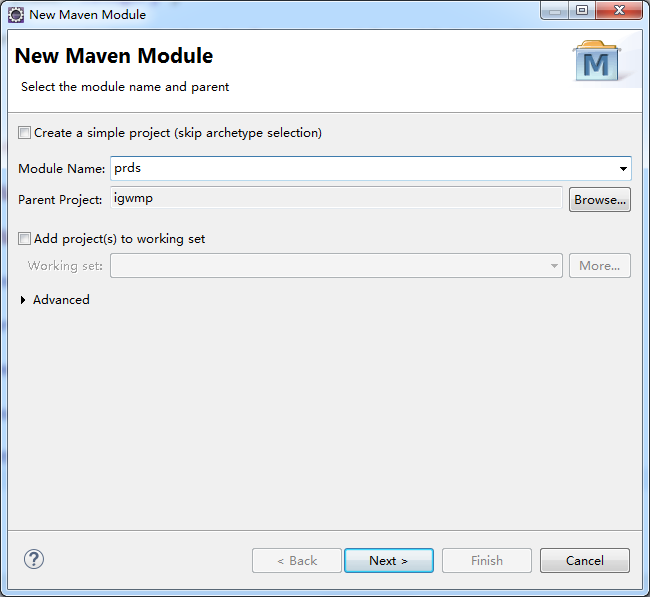 New Maven Module
New Maven Module
M
Select the module name and parent
Create a simple project (skip archetype selection)
Module Name: prds
Parent Project: igwmp Browse...
Add project(s) to working set
Working set: More...
Advanced
? < Back Next > Finish Cancel